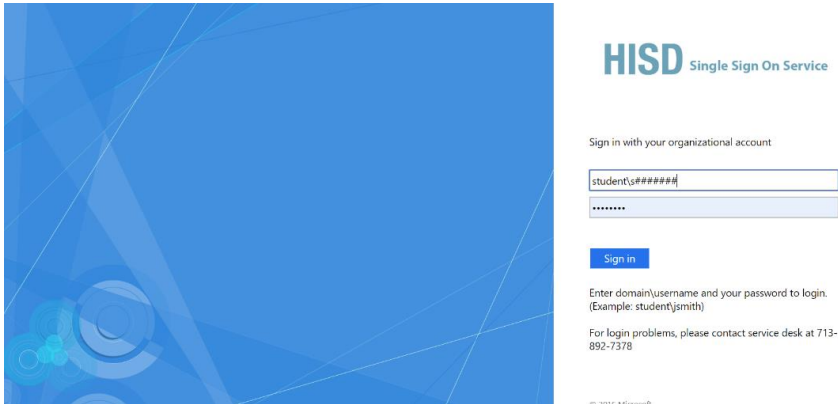 HISD Single Sign On Service
Sign in with your organizational account
student\s#######
••••••••
Sign in
Enter domain\username and your password to login.
(Example: student\jsmith)
For login problems, please contact service desk at 713-
892-7378